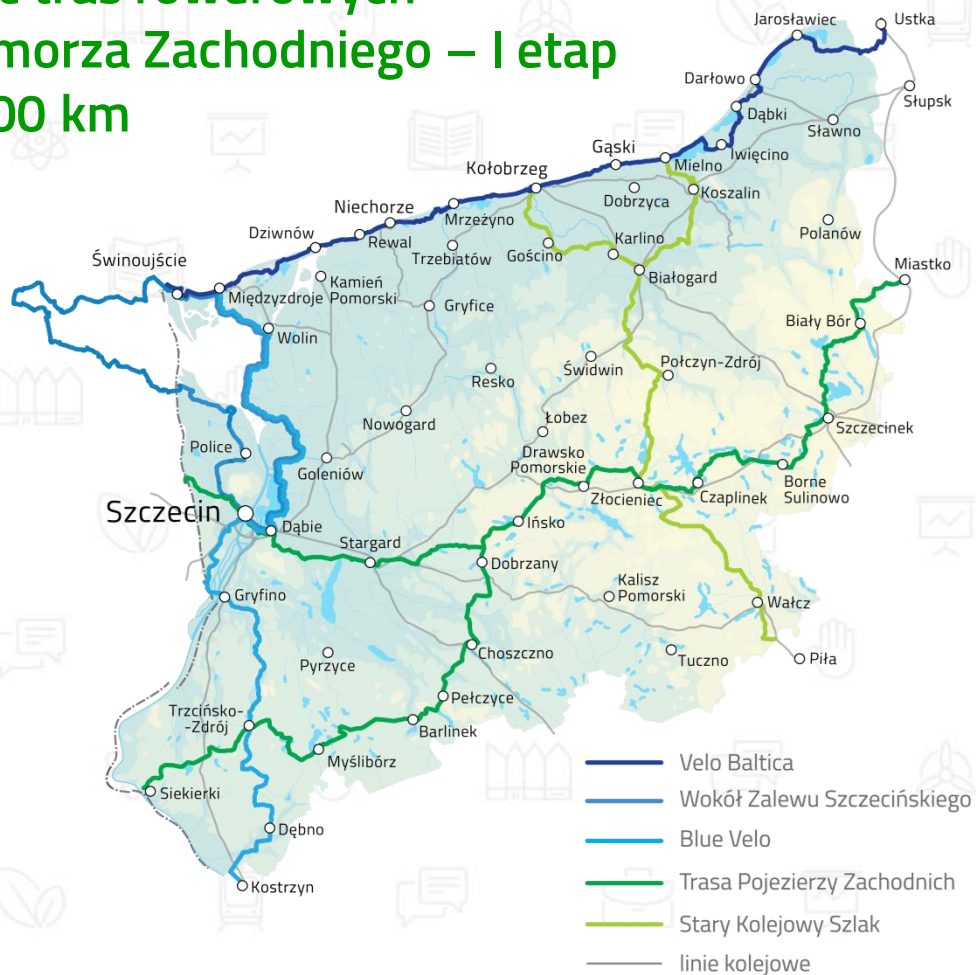 morza Zachodniego – I etap
00 km
Jarosławiec
Ustka
Darłowo
Słupsk
Dąbki
Sławno
Gąski
Iwięcino
Mielno
Kołobrzeg
Koszalin
Dobrzyca
Niechorze
Mrzeżyno
Dziwnów
Rewal
Polanów
Karlino
Trzebiatów
Gościno
Świnoujście
Białogard
Miastko
Międzyzdroje
Kamień
Pomorski
Gryfice
Biały Bór
Wolin
Świdwin
Połczyn-Zdrój
Resko
Nowogard
Łobez
Szczecinek
Police
Drawsko
Pomorskie
Goleniów
Złocieniec
Czaplinek
Borne
Sulinowo
Szczecin
Dąbie
Ińsko
Stargard
Dobrzany
Kalisz
Pomorski
Gryfino
Wałcz
Choszczno
Pyrzyce
Tuczno
Piła
Pełczyce
Trzcińsko-
-Zdrój
Barlinek
Myślibórz
Siekierki
Dębno
Kostrzyn
Velo Baltica
Wokół Zalewu Szczecińskiego
Blue Velo
Trasa Pojezierzy Zachodnich
Stary Kolejowy Szlak
linie kolejowe